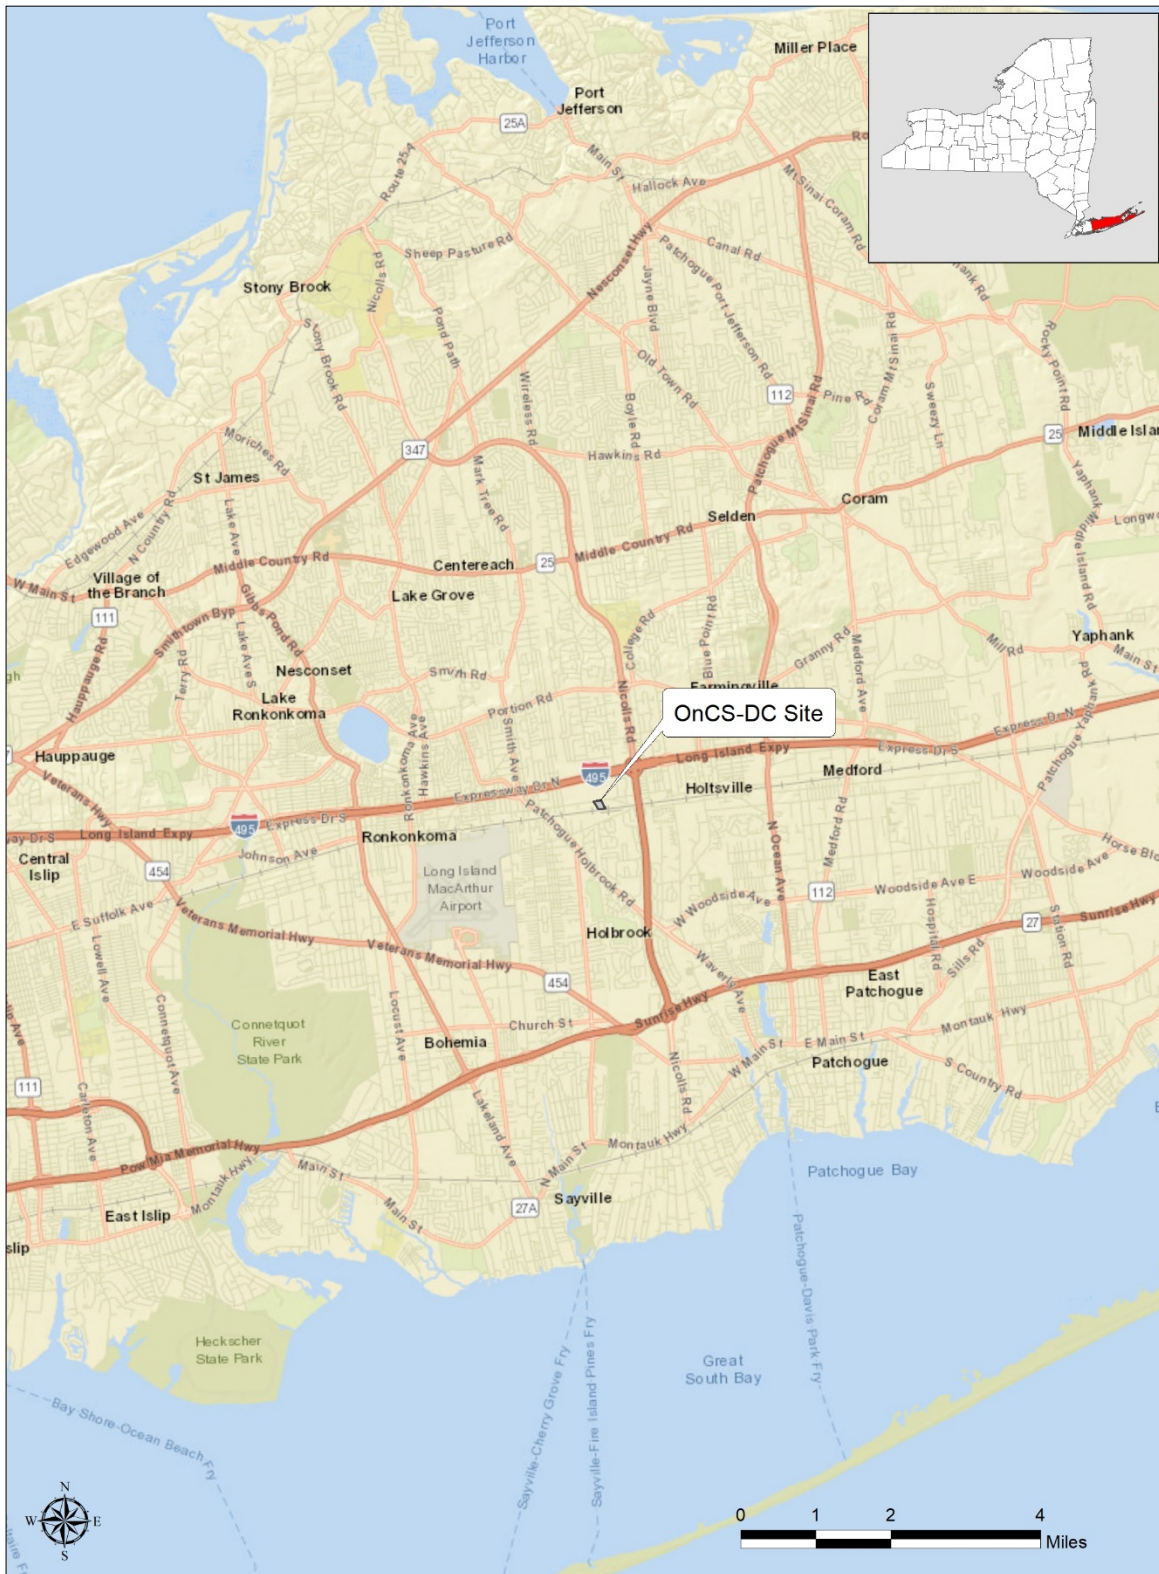 Port
Jefferson
Harbor
Miller Place
Port
Jefferson
25A
Main St
Route 25A
Hallock Ave
Mt Sinai Coram Rd
Sheep Pasture Rd
Nicolls Rd
Nesconset Hwy
Canal Rd
Patchogue Port Jefferson Rd
Jayne Blvd
Stony Brook
Pond Path
Stony Brook Rd
Old Town Rd
Rocky Point Rd
Coram Mt Sinai Rd
Wireless Rd
Boyle Rd
112
Pine Rd
Sweezy Ln
Patchogue Mt Sinai Rd
25
Middle Islan
Moriches Rd
347
Hawkins Rd
Mark Tree Rd
St James
Yaphank
Middle Island Rd
Coram
Selden
Longw
Edgewood Ave
N Country Rd
Lake Ave
Middle Country Rd
Middle Country Rd
Centereach
25
W Main St
Village of
the Branch
Lake Grove
Gibbs Pond Rd
111
Smithtown Byp
Lake Ave S
Terry Rd
Hauppauge Rd
College Rd
Blue Point Rd
Granny Rd
Medford Ave
Mill Rd
Yaphank
Main St
Nesconset
Smith Rd
Lake
Ronkonkoma
Portion Rd
Nicolls Rd
Farmingville
OnCS-DC Site
Patchogue Yaphank Rd
Express Dr N
Express Dr S
Long Island Expy
Hauppauge
Ronkonkoma Ave
Hawkins Ave
Smith Ave
495
Medford
Holtsville
Expressway Dr N
Veterans Hwy
way Dr S
Long Island Expy
495
Express Dr S
Ronkonkoma
Patchogue Holbrook Rd
N Ocean Ave
Medford Rd
Central
Islip
Johnson Ave
454
Long Island
MacArthur
Airport
Horse Blo
Woodside Ave
Woodside Ave E
112
W Woodside Ave
E Suffolk Ave
Veterans Memorial Hwy
Veterans Memorial Hwy
Holbrook
Hospital Rd
Station Rd
27
Sunrise Hwy
Lowell Ave
Waverly Ave
Sills Rd
454
East
Patchogue
Connetquot Ave
Locust Ave
Sunrise Hwy
Montauk Hwy
Connetquot
River
State Park
Church St
Bohemia
W Main St
E Main St
Patchogue
Nicolls Rd
S Country Rd
111
Carleton Ave
Lakeland Ave
Pow/Mia Memorial Hwy
Montauk Hwy
Main St
N Main St
Montauk Hwy
Patchogue Bay
Sayville
27A
Main St
East Islip
slip
Patchogue-Davis Park Fry
Heckscher
State Park
Great
South Bay
Sayville-Cherry Grove Fry
Sayville-Fire Island Pines Fry
Bay Shore-Ocean Beach Fry
N
W E
S
0 1 2 4
Miles